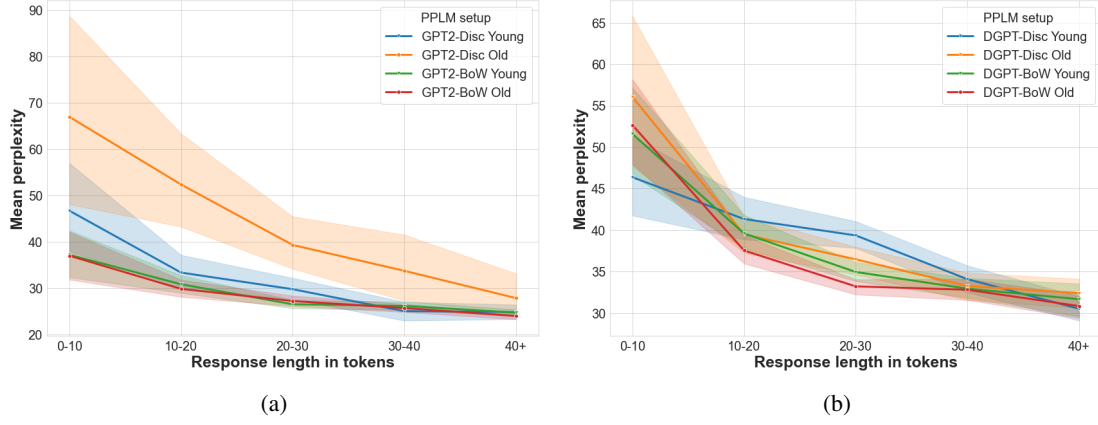 PPLM setup
GPT2-Disc Young
GPT2-Disc Old
GPT2-BoW Young
GPT2-BoW Old
Mean perplexity
90
80
70
60
50
40
30
20
0-10 10-20 20-30 30-40 40+
Response length in tokens
(a)
PPLM setup
DGPT-Disc Young
DGPT-Disc Old
DGPT-BoW Young
DGPT-BoW Old
Mean perplexity
65
60
55
50
45
40
35
30
0-10 10-20 20-30 30-40 40+
Response length in tokens
(b)